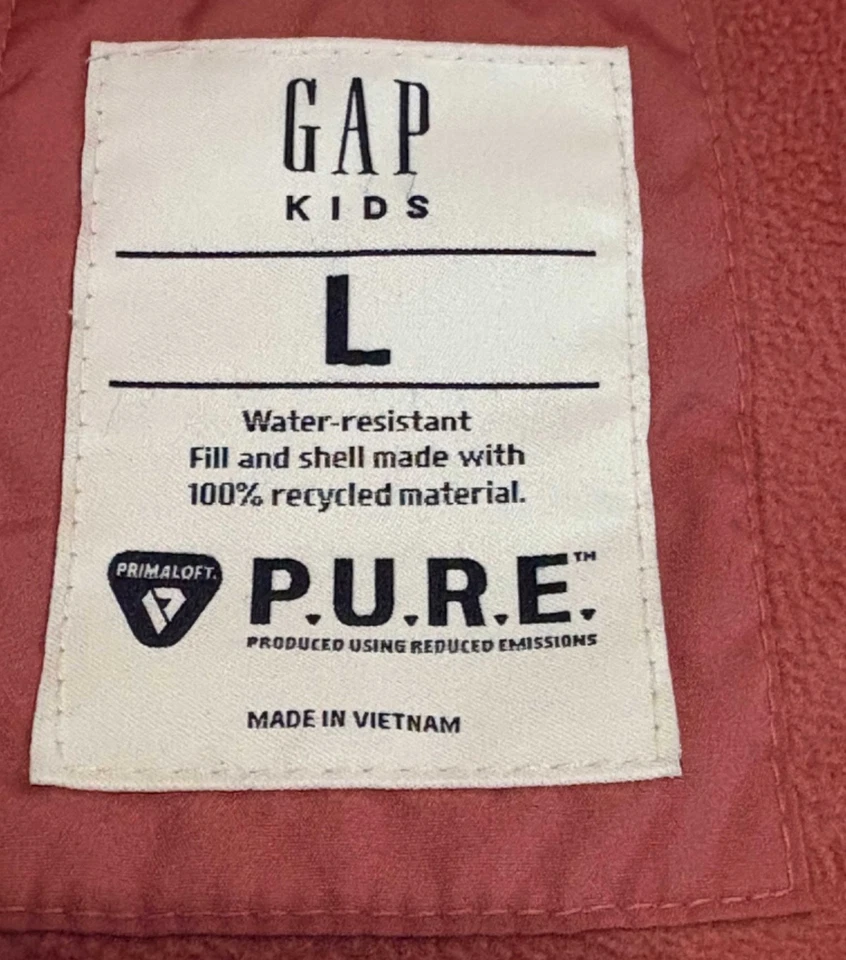 GAP
KIDS
L
Water-resistant
Fill and shell made with
100% recycled material.
PRIMALOFT.
P.U.R.E.™
PRODUCED USING REDUCED EMISSIONS
MADE IN VIETNAM